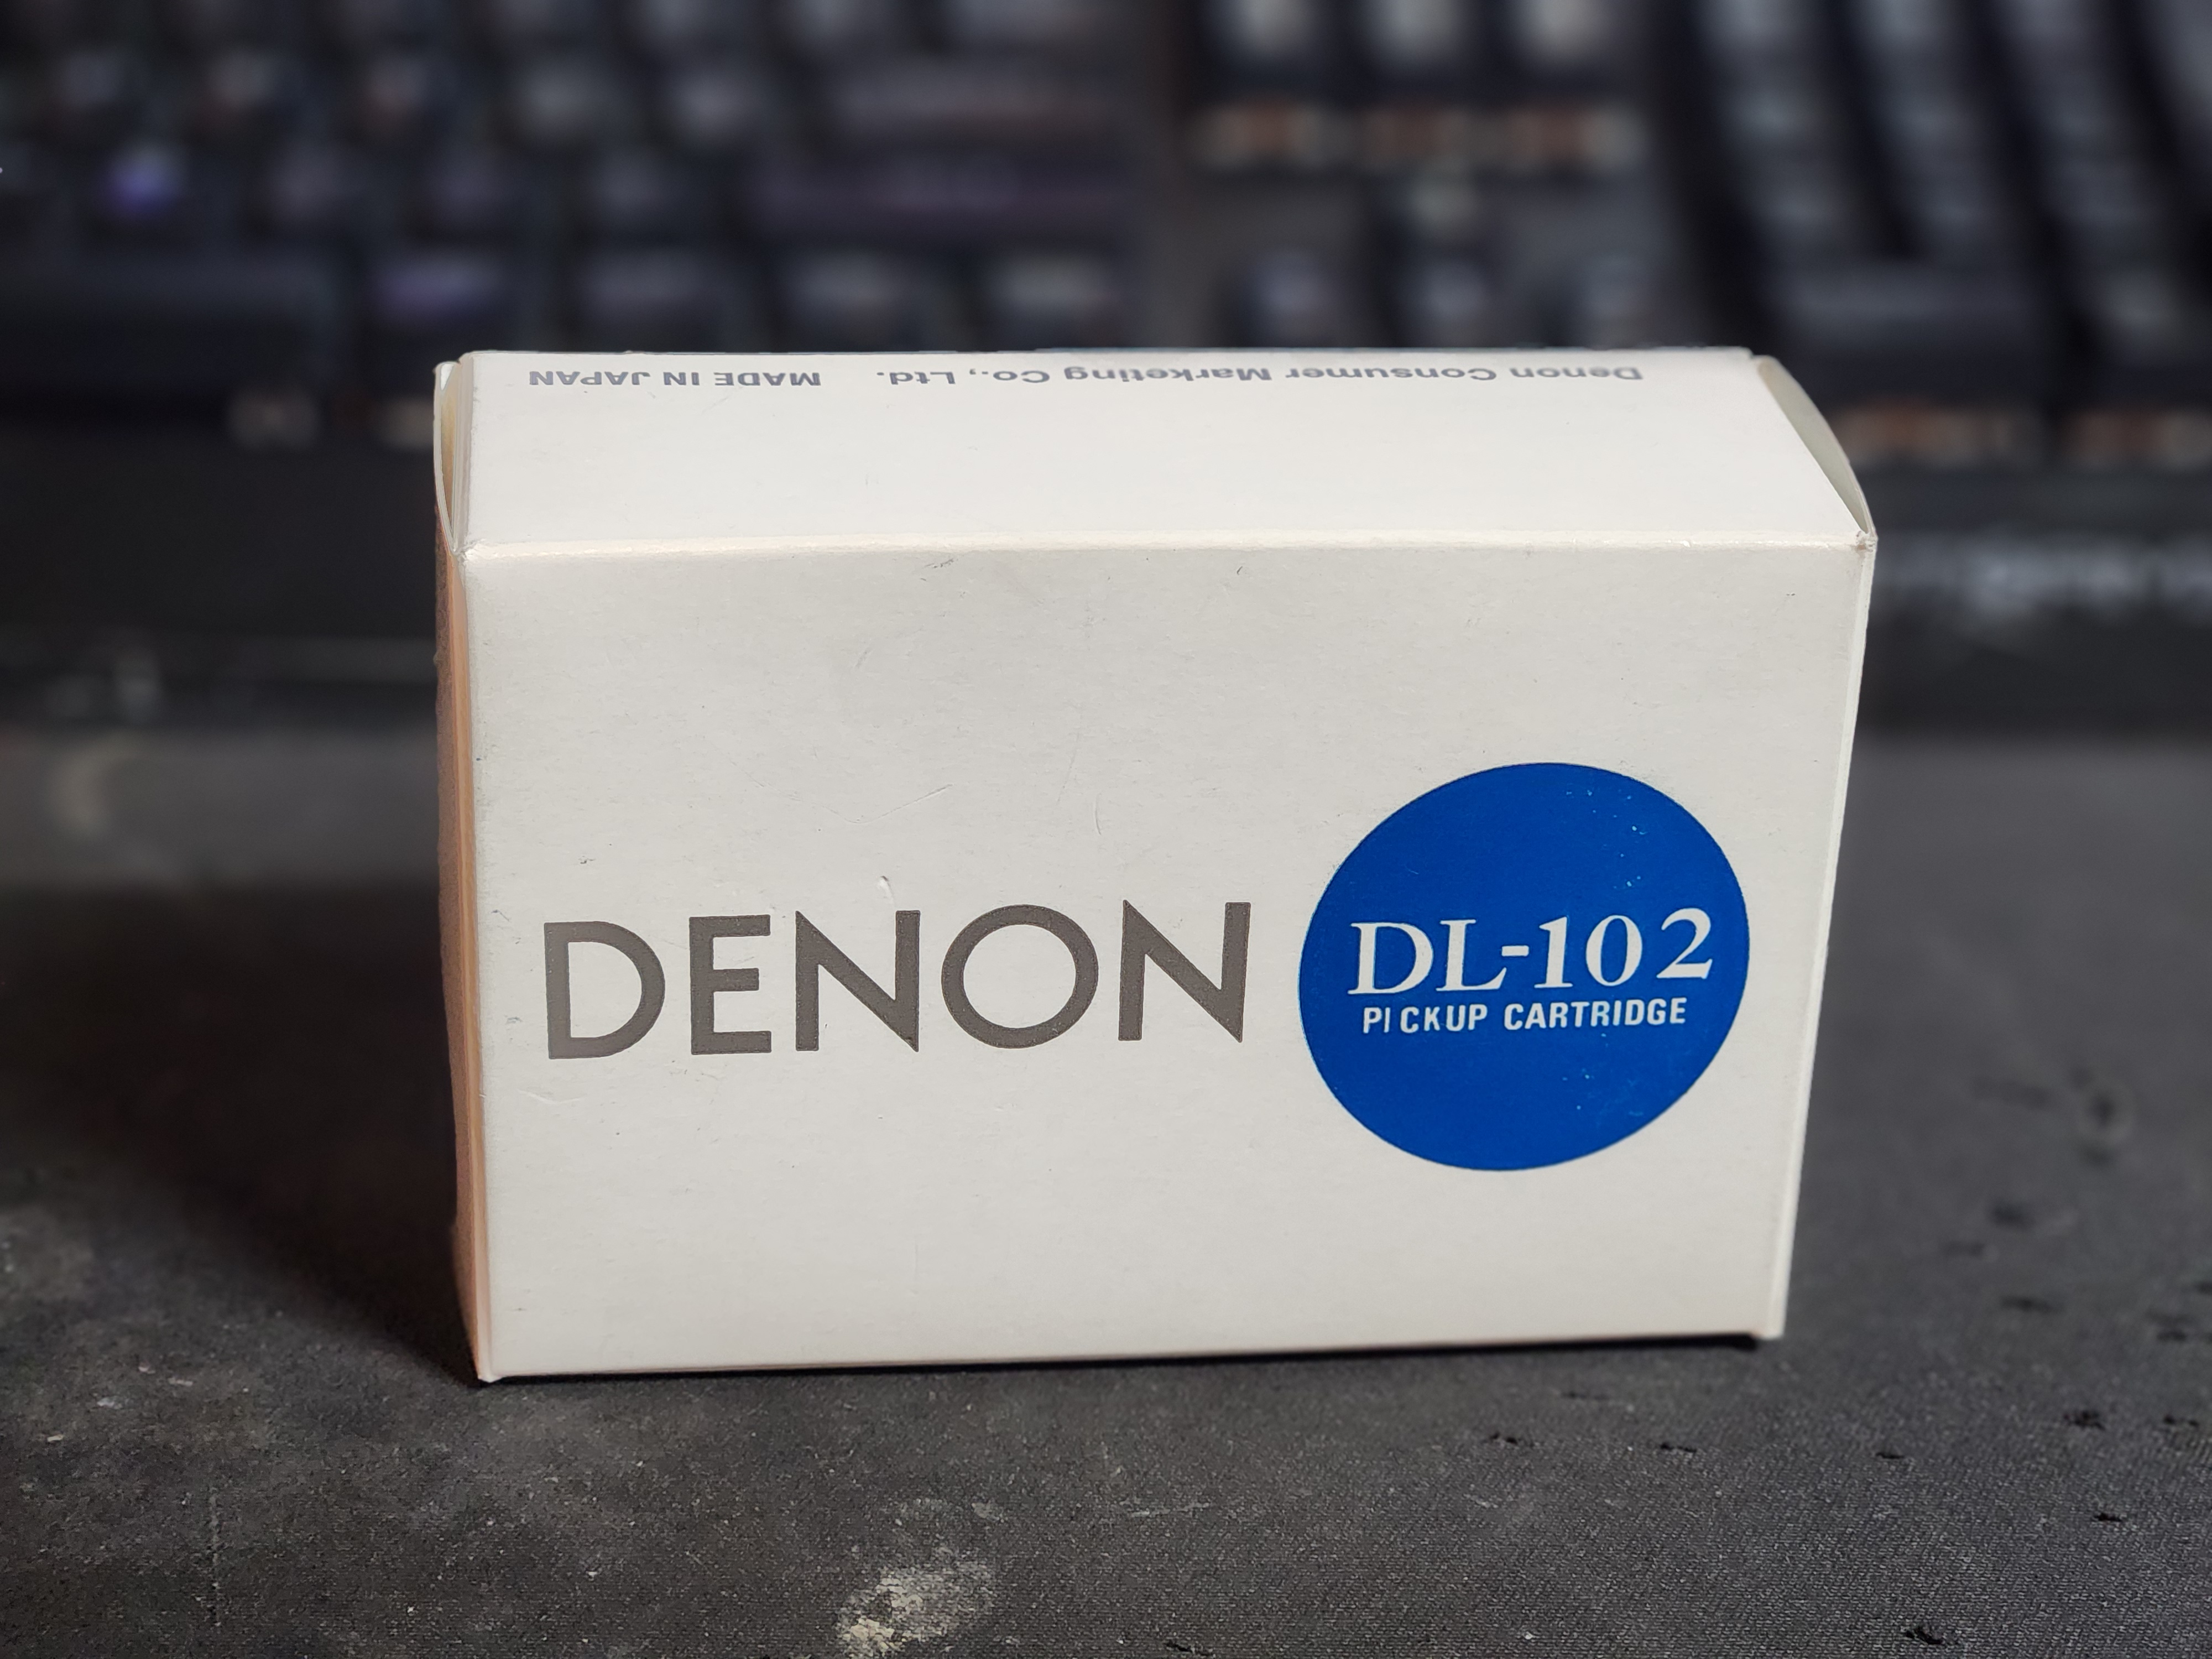 Denon Consumer Marketing Co., Ltd. MADE IN JAPAN
DENON
DL-102
PICKUP CARTRIDGE